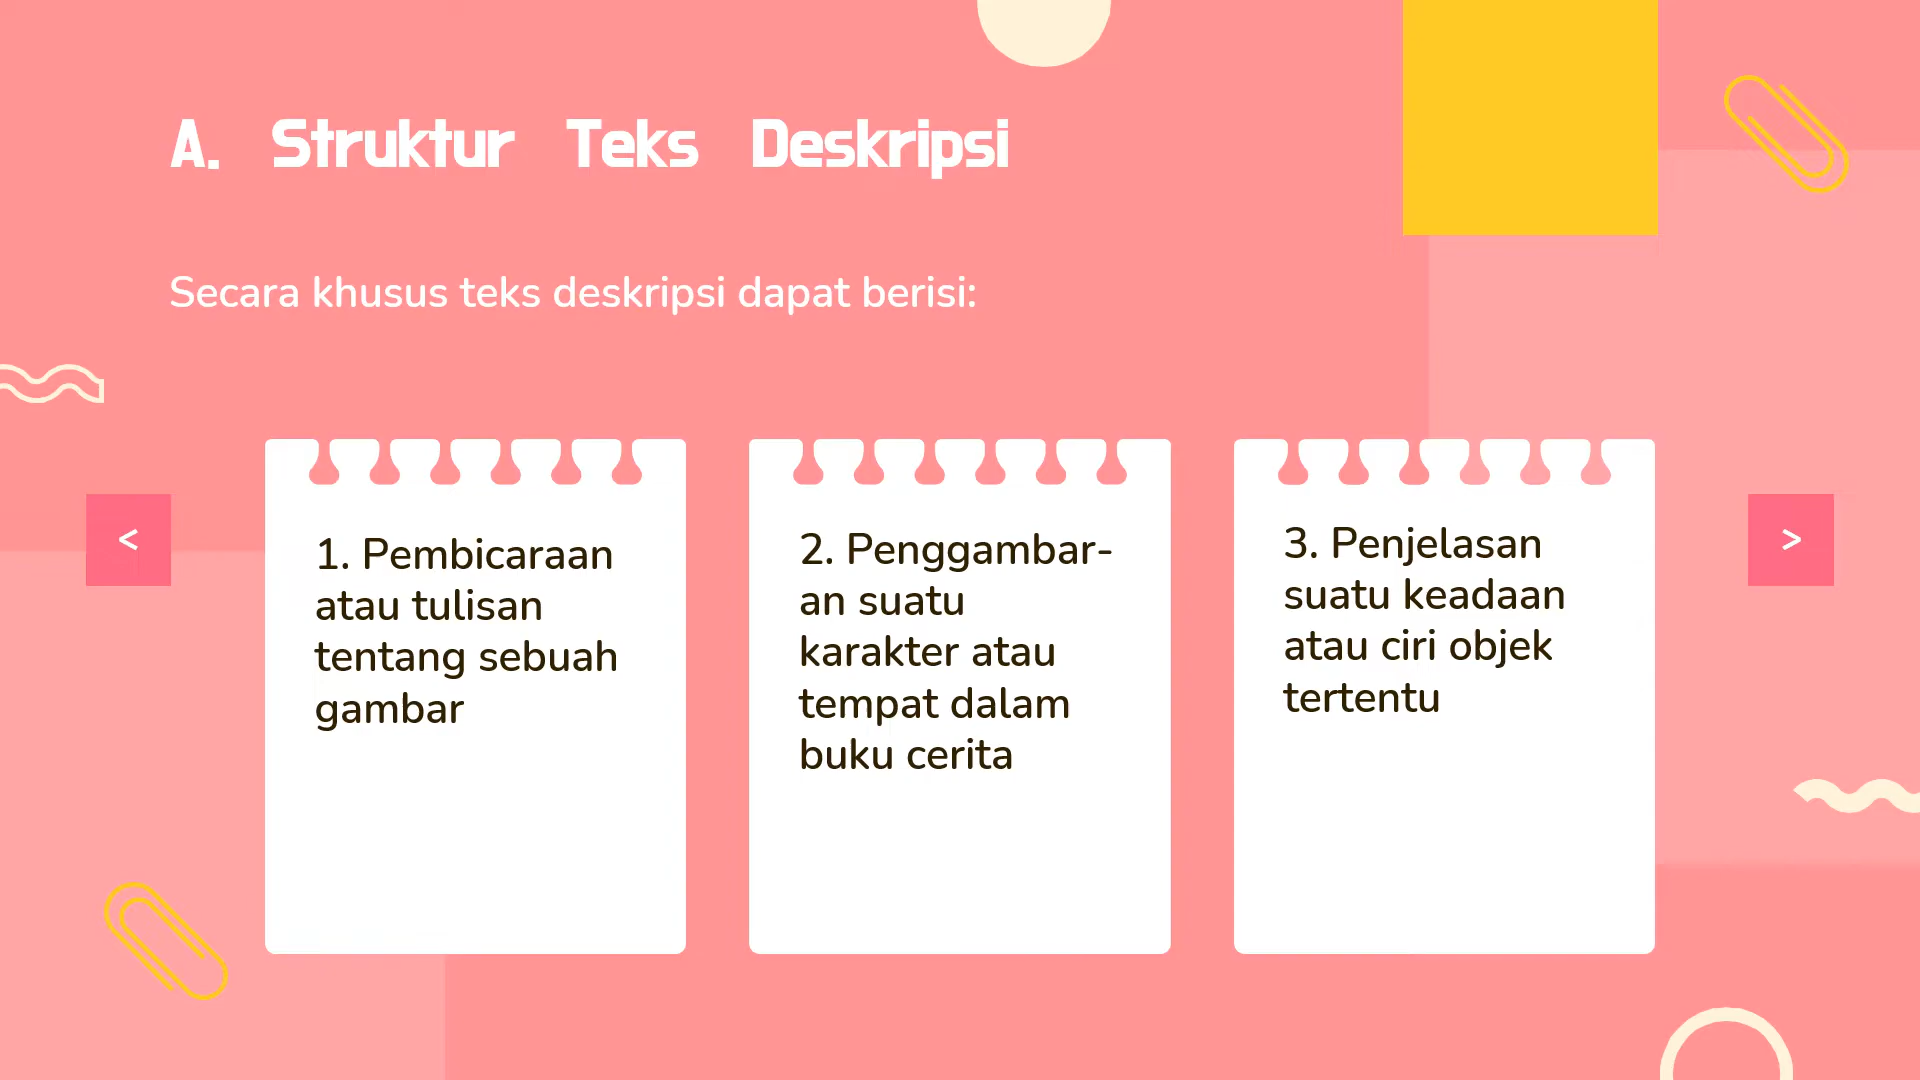 A. Struktur Teks Deskripsi
Secara khusus teks deskripsi dapat berisi:
<
1. Pembicaraan
atau tulisan
tentang sebuah
gambar
2. Penggambar-
an suatu
karakter atau
tempat dalam
buku cerita
3. Penjelasan
suatu keadaan
atau ciri objek
tertentu
>